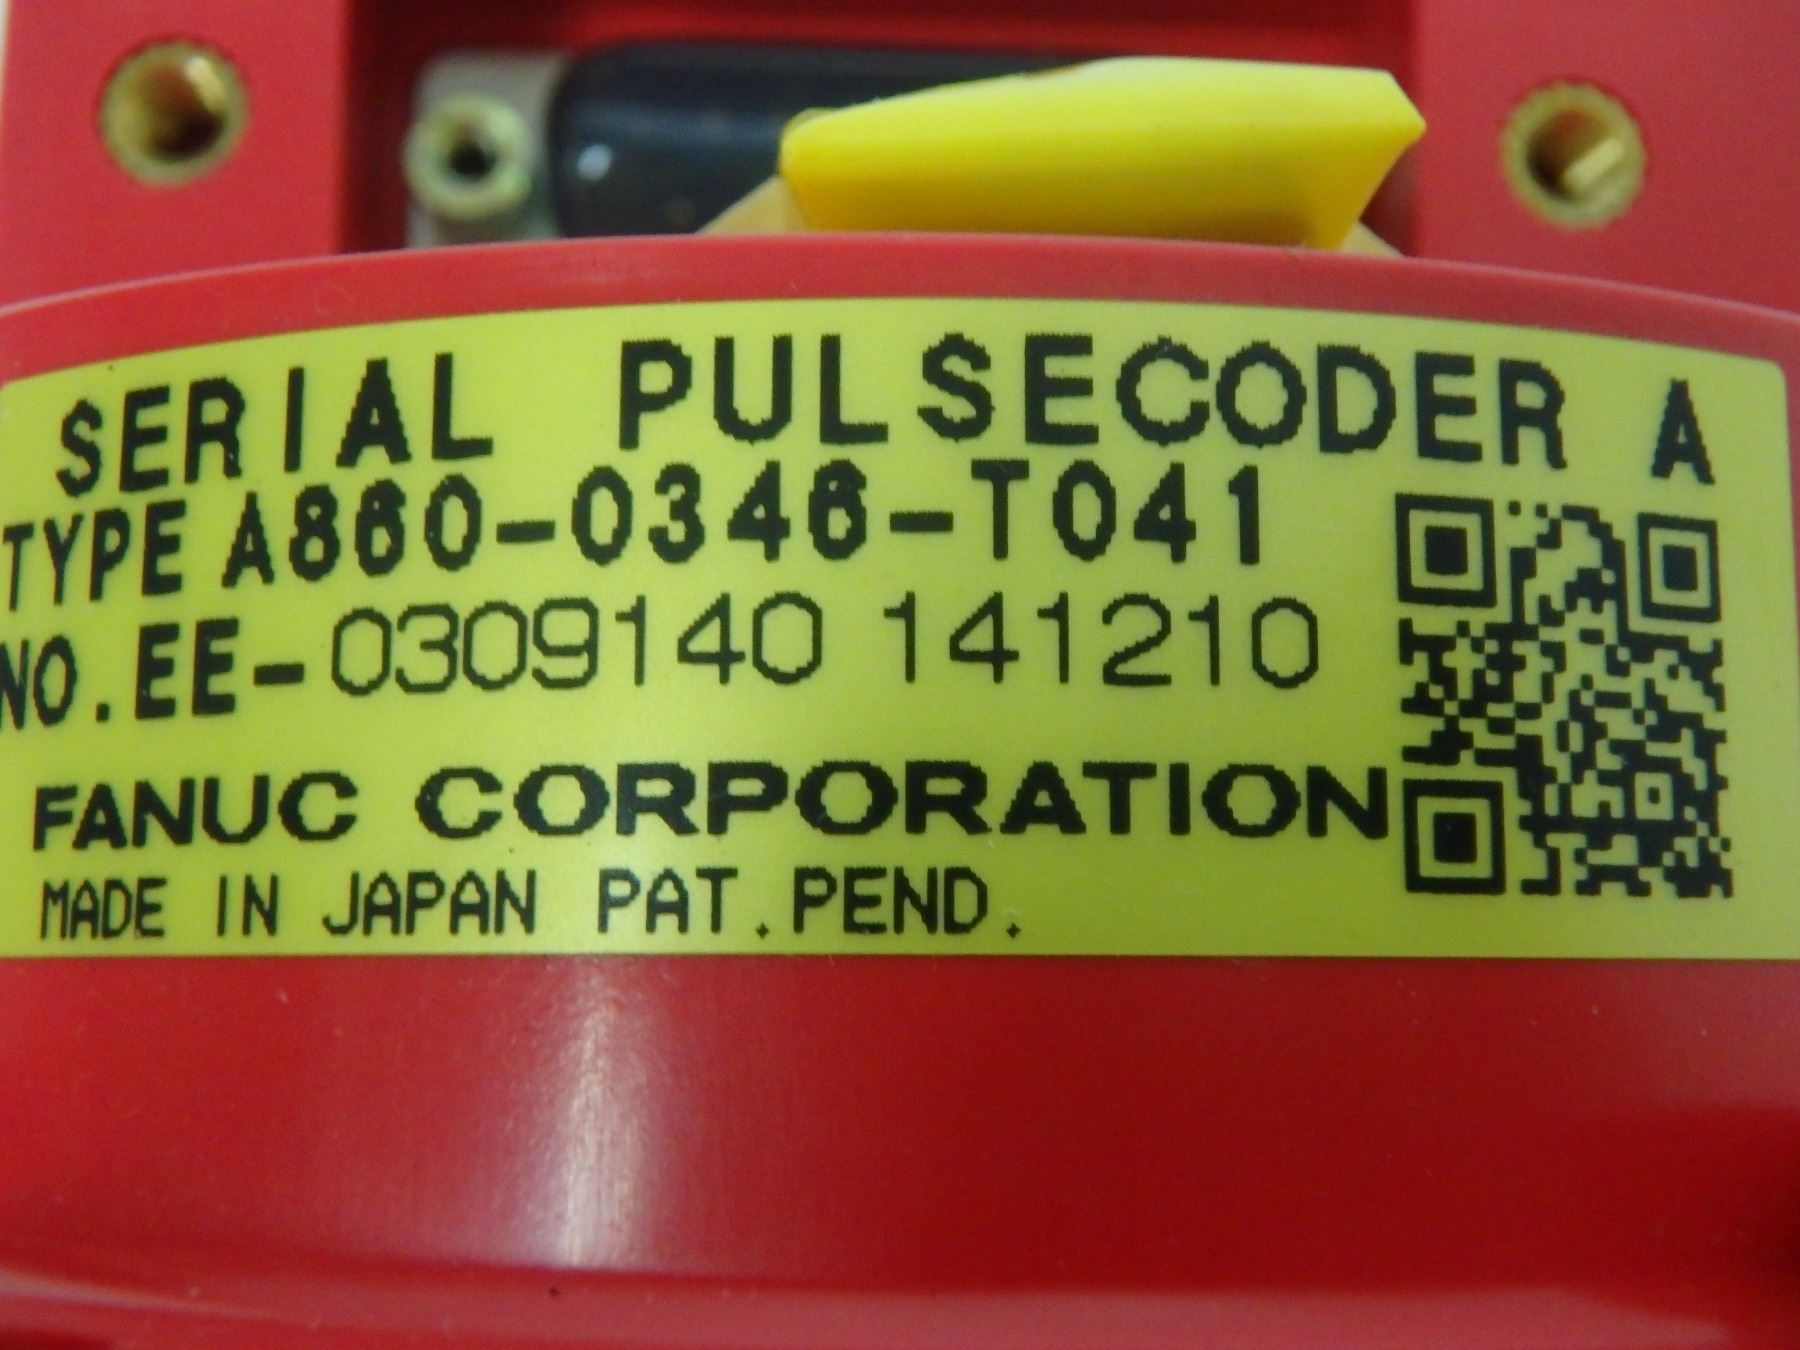 SERIAL PULSECODER A
TYPE A860-0346-T041
NO.EE-0309140 141210
FANUC CORPORATION
MADE IN JAPAN PAT.PEND.